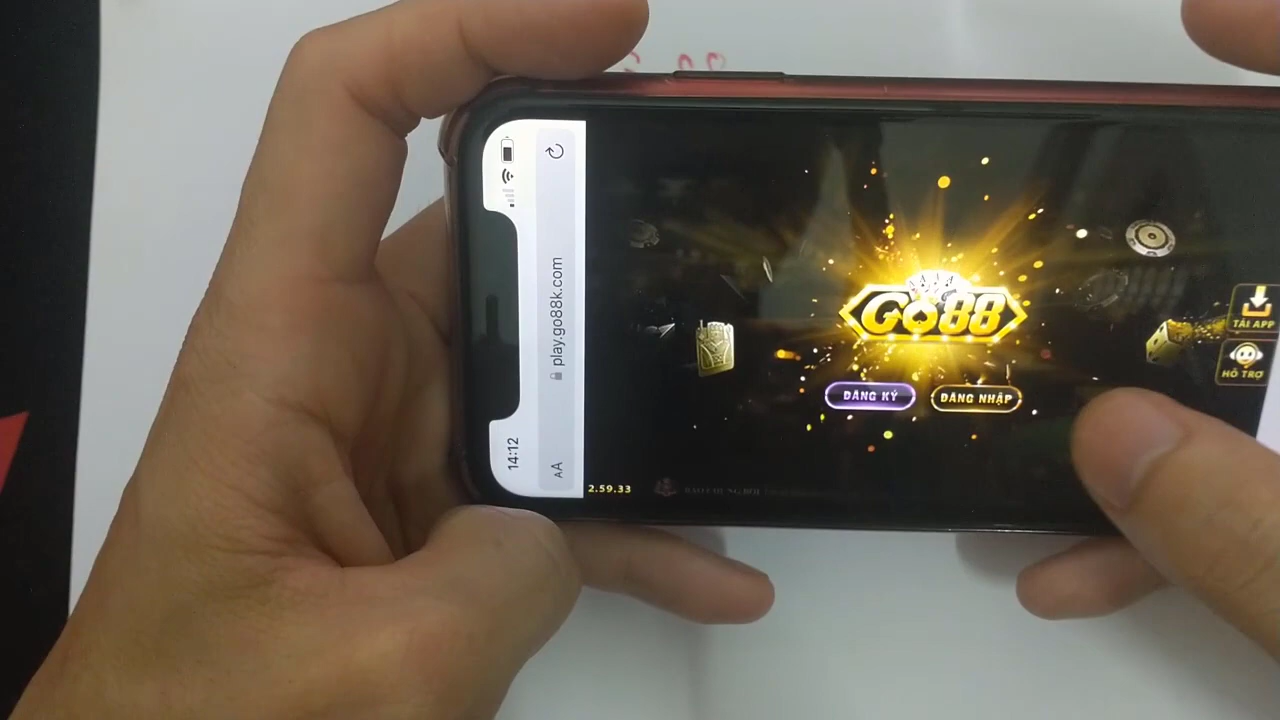 14:12
AA
play.go88k.com
GO88
ĐĂNG KÝ
ĐĂNG NHẬP
TẢI APP
HỖ TRỢ
2.59.33